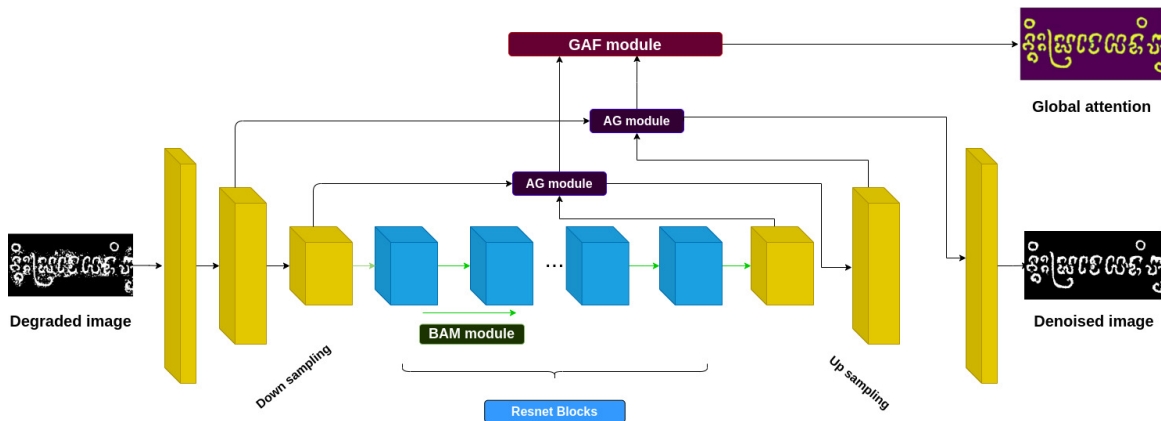 GAF module
Global attention
AG module
AG module
Degraded image
...
BAM module
Denoised image
Down sampling
Up sampling
Resnet Blocks